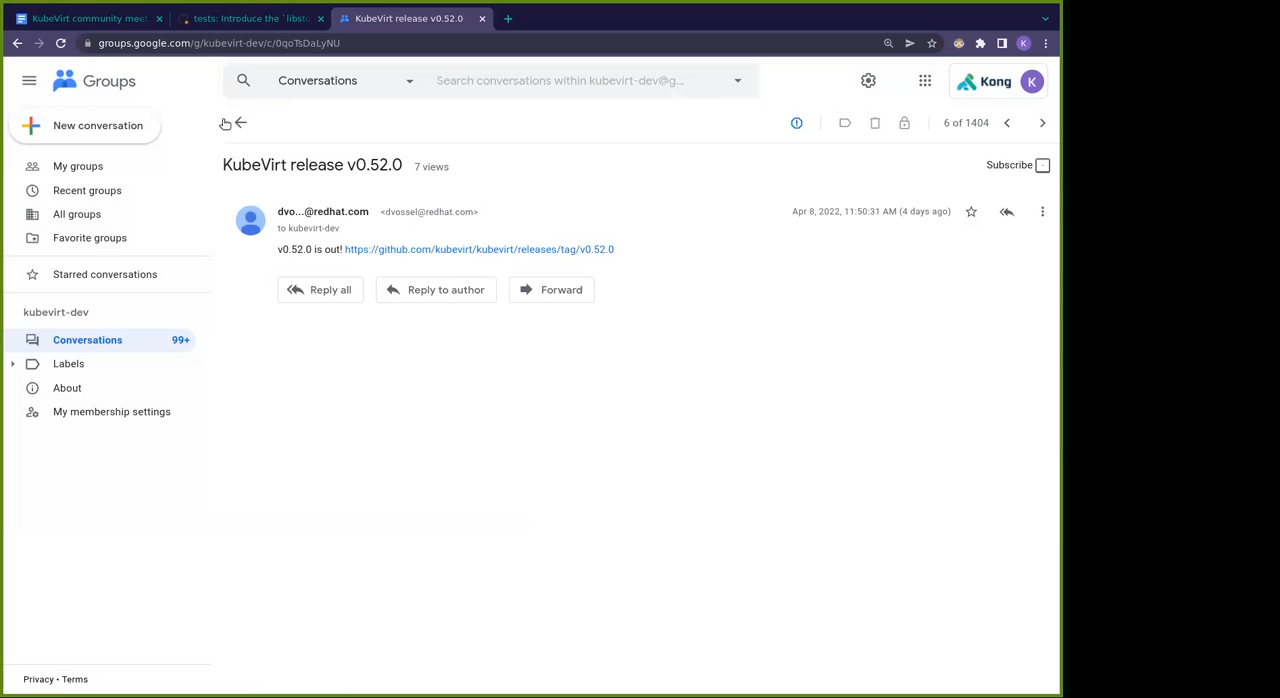 KubeVirt community meet
tests: Introduce the `libsto
KubeVirt release v0.52.0
groups.google.com/g/kubevirt-dev/c/0qoTsDaLyNU
K
Groups
Conversations
Search conversations within kubevirt-dev@g...
Kong
K
New conversation
6 of 1404
My groups
Recent groups
All groups
Favorite groups
Starred conversations
kubevirt-dev
Conversations 99+
Labels
About
My membership settings
Privacy • Terms
KubeVirt release v0.52.0 7 views
Subscribe
dvo...@redhat.com <dvossel@redhat.com>
Apr 8, 2022, 11:50:31 AM (4 days ago)
to kubevirt-dev
v0.52.0 is out! https://github.com/kubevirt/kubevirt/releases/tag/v0.52.0
Reply all
Reply to author
Forward